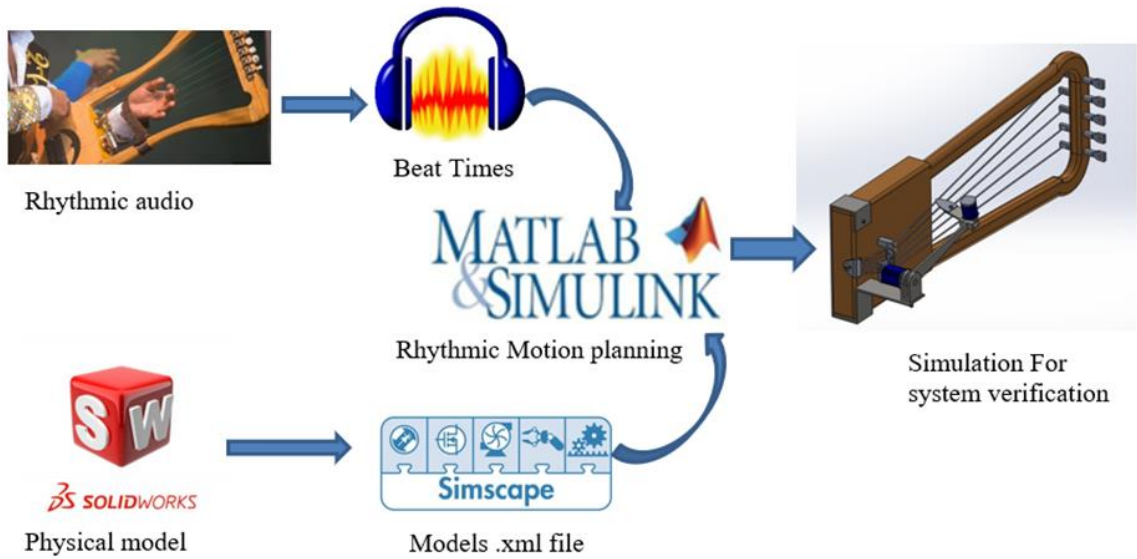 Rhythmic audio
Beat Times
MATLAB
&SIMULINK
Rhythmic Motion planning
Simulation For
system verification
SW
SOLIDWORKS
Physical model
Simscape
Models .xml file